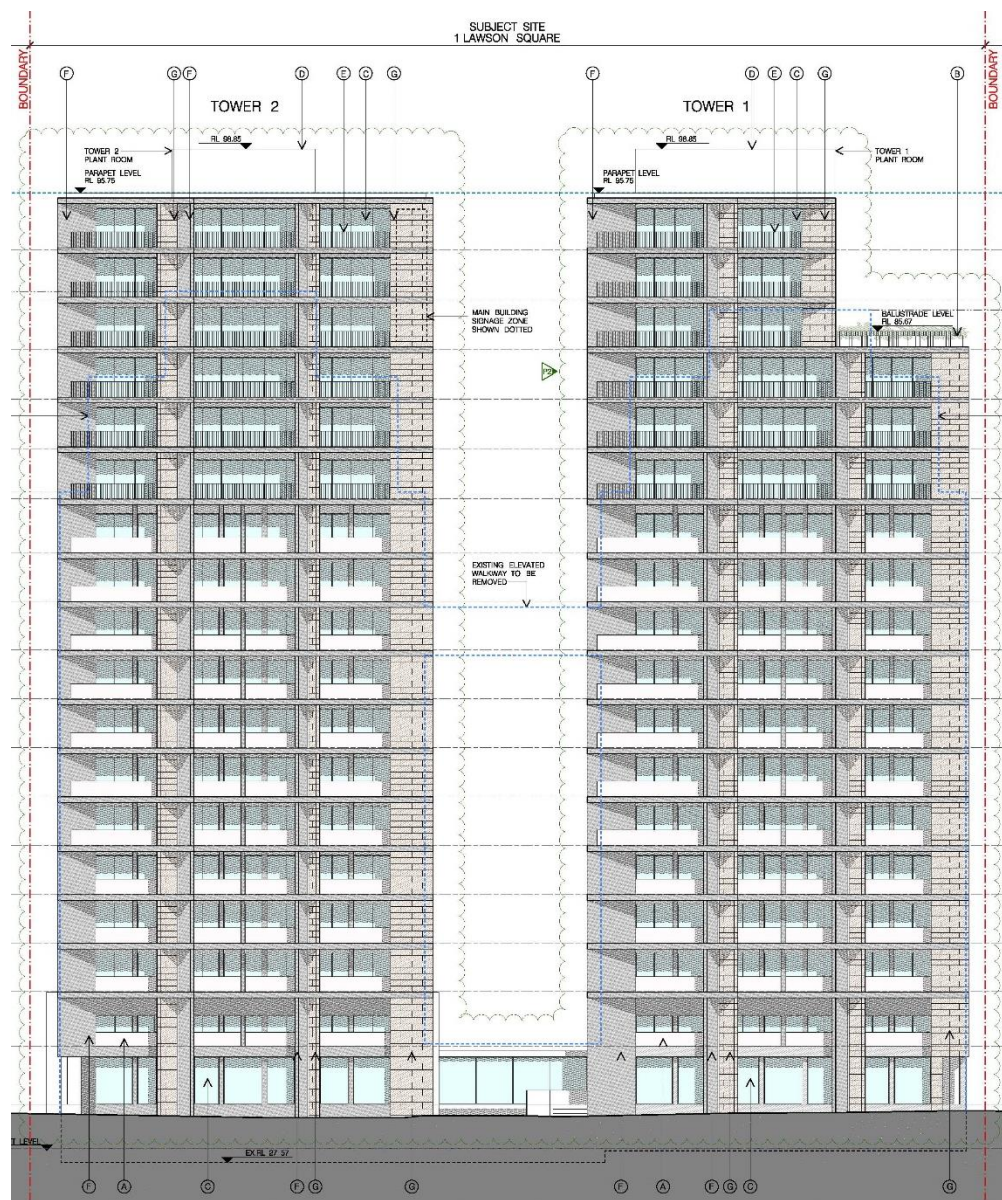 SUBJECT SITE
1 LAWSON SQUARE
BOUNDARY
BOUNDARY
F
G
F
D
E
C
G
F
D
E
C
G
B
TOWER 2
TOWER 1
RL 98.85
RL 98.85
TOWER 2
PLANT ROOM
TOWER 1
PLANT ROOM
PARAPET LEVEL
RL 95.75
PARAPET LEVEL
RL 95.75
MAIN BUILDING
SIGNAGE ZONE
SHOWN DOTTED
BALUSTRADE LEVEL
RL 85.67
EXISTING ELEVATED
WALKWAY TO BE
REMOVED
T LEVEL
EX.RL 27.57
F
A
C
F
G
G
F
A
F
G
C
G